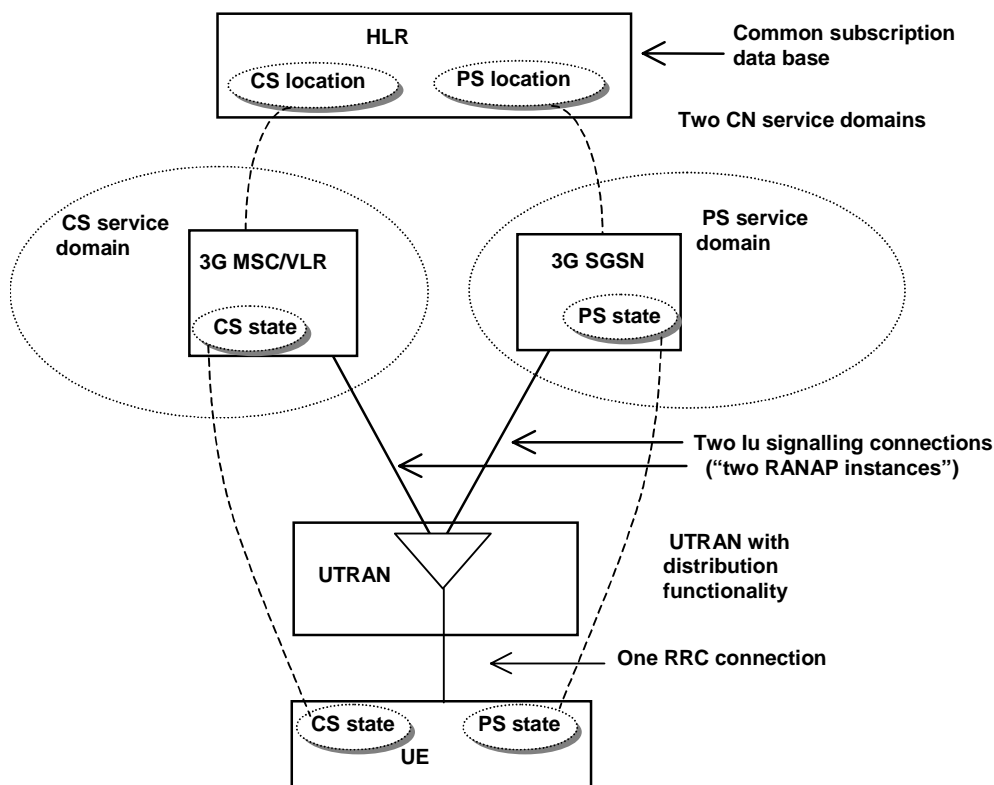 HLR
Common subscription
data base
CS location
PS location
Two CN service domains
CS service
domain
PS service
domain
3G MSC/VLR
3G SGSN
CS state
PS state
Two Iu signalling connections
(“two RANAP instances”)
UTRAN
UTRAN with
distribution
functionality
One RRC connection
CS state
PS state
UE